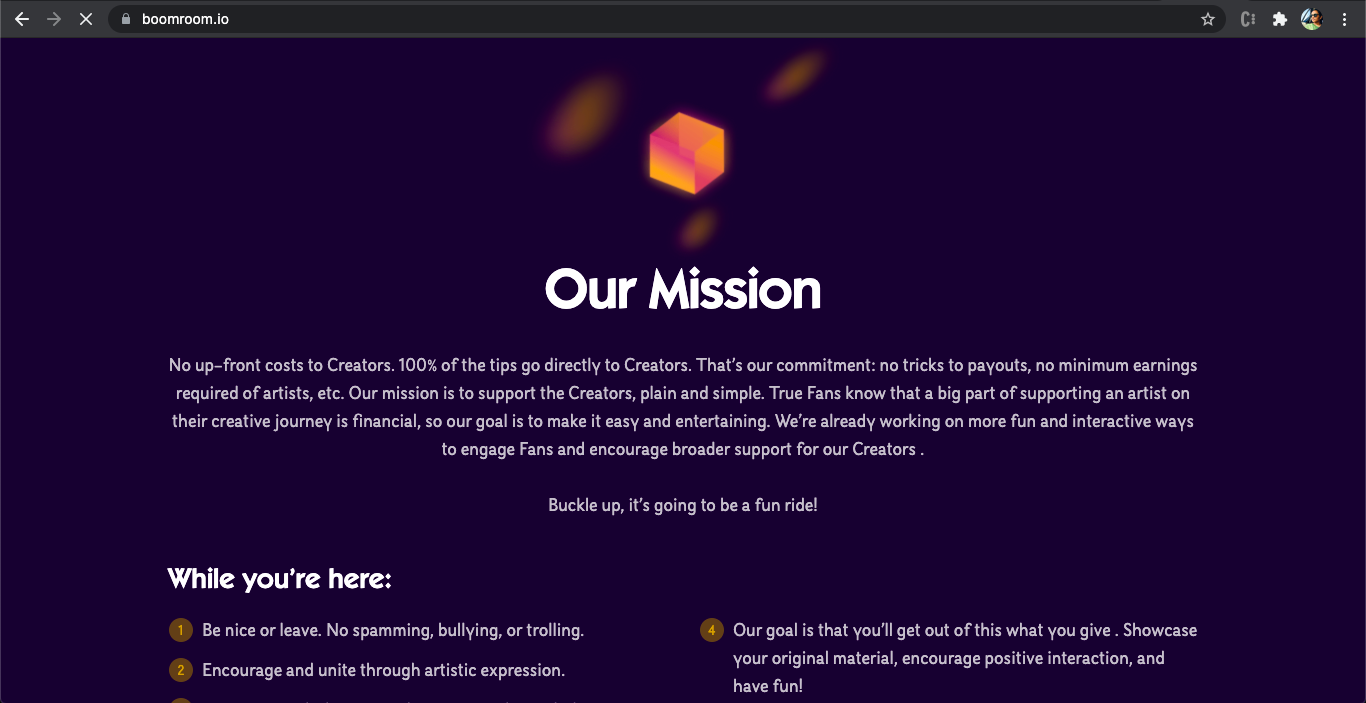 boomroom.io
Our Mission
No up-front costs to Creators. 100% of the tips go directly to Creators. That's our commitment: no tricks to payouts, no minimum earnings
required of artists, etc. Our mission is to support the Creators, plain and simple. True Fans know that a big part of supporting an artist on
their creative journey is financial, so our goal is to make it easy and entertaining. We're already working on more fun and interactive ways
to engage Fans and encourage broader support for our Creators .
Buckle up, it's going to be a fun ride!
While you're here:
1 Be nice or leave. No spamming, bullying, or trolling.
2 Encourage and unite through artistic expression.
4 Our goal is that you'll get out of this what you give . Showcase
your original material, encourage positive interaction, and
have fun!